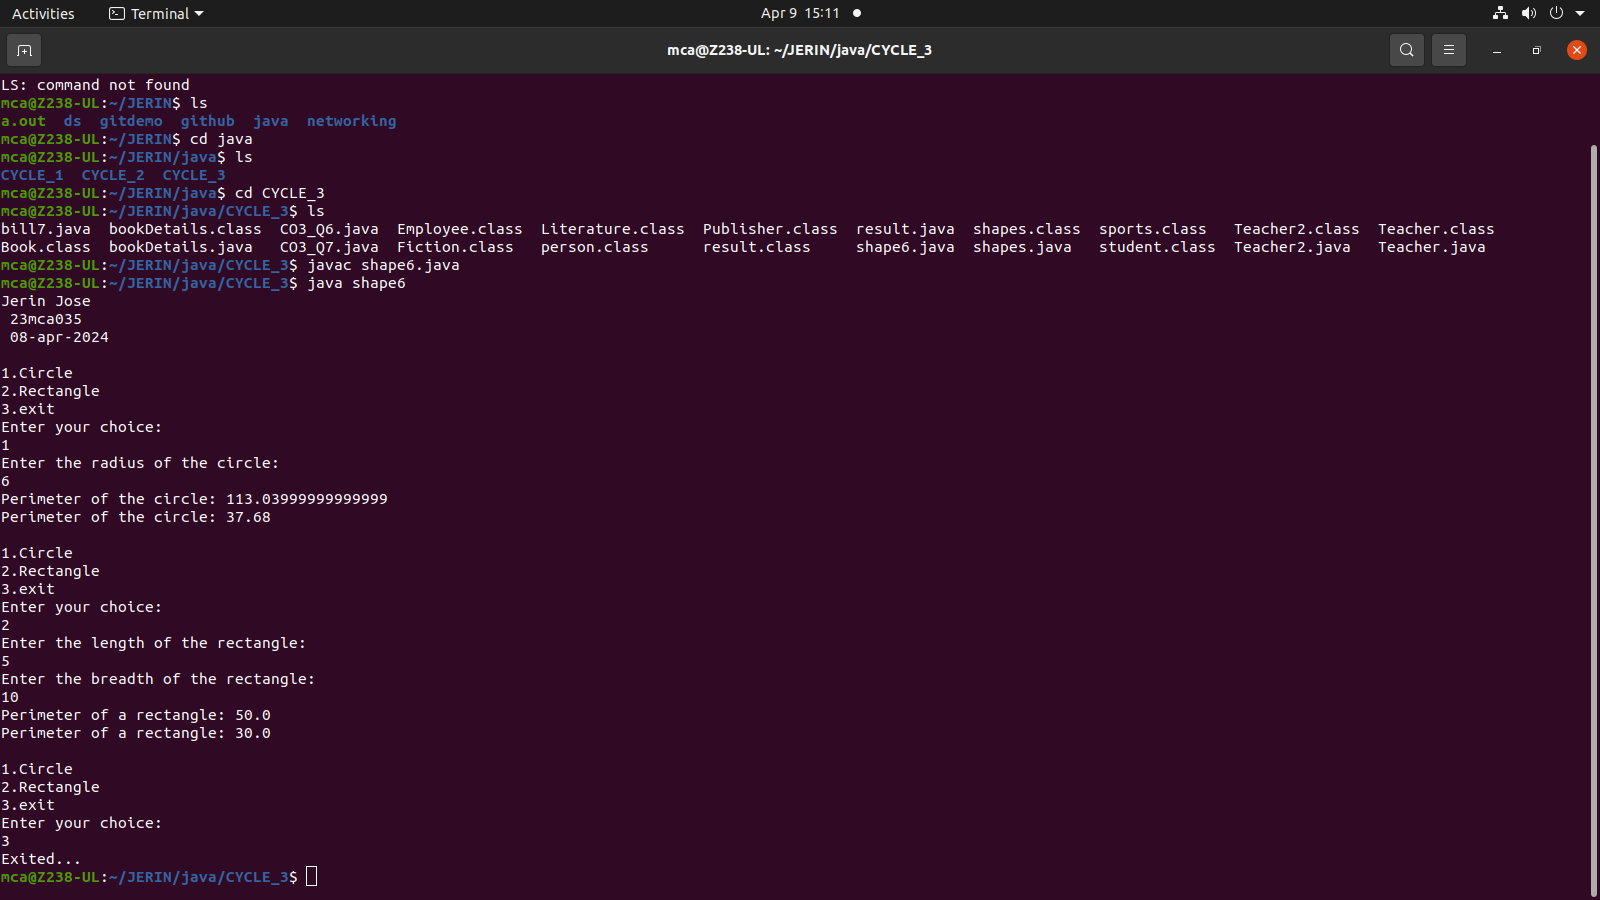 Activities Terminal Apr 9 15:11
mca@Z238-UL: ~/JERIN/java/CYCLE_3
LS: command not found
mca@Z238-UL:~/JERIN$ ls
a.out  ds  gitdemo  github  java  networking
mca@Z238-UL:~/JERIN$ cd java
mca@Z238-UL:~/JERIN/java$ ls
CYCLE_1  CYCLE_2  CYCLE_3
mca@Z238-UL:~/JERIN/java$ cd CYCLE_3
mca@Z238-UL:~/JERIN/java/CYCLE_3$ ls
bill7.java  bookDetails.class  CO3_Q6.java  Employee.class  Literature.class  Publisher.class  result.java  shapes.class  sports.class   Teacher2.class  Teacher.class
Book.class  bookDetails.java   CO3_Q7.java  Fiction.class   person.class      result.class     shape6.java  shapes.java   student.class  Teacher2.java   Teacher.java
mca@Z238-UL:~/JERIN/java/CYCLE_3$ javac shape6.java
mca@Z238-UL:~/JERIN/java/CYCLE_3$ java shape6
Jerin Jose
 23mca035
 08-apr-2024

1.Circle
2.Rectangle
3.exit
Enter your choice:
1
Enter the radius of the circle:
6
Perimeter of the circle: 113.03999999999999
Perimeter of the circle: 37.68

1.Circle
2.Rectangle
3.exit
Enter your choice:
2
Enter the length of the rectangle:
5
Enter the breadth of the rectangle:
10
Perimeter of a rectangle: 50.0
Perimeter of a rectangle: 30.0

1.Circle
2.Rectangle
3.exit
Enter your choice:
3
Exited...
mca@Z238-UL:~/JERIN/java/CYCLE_3$